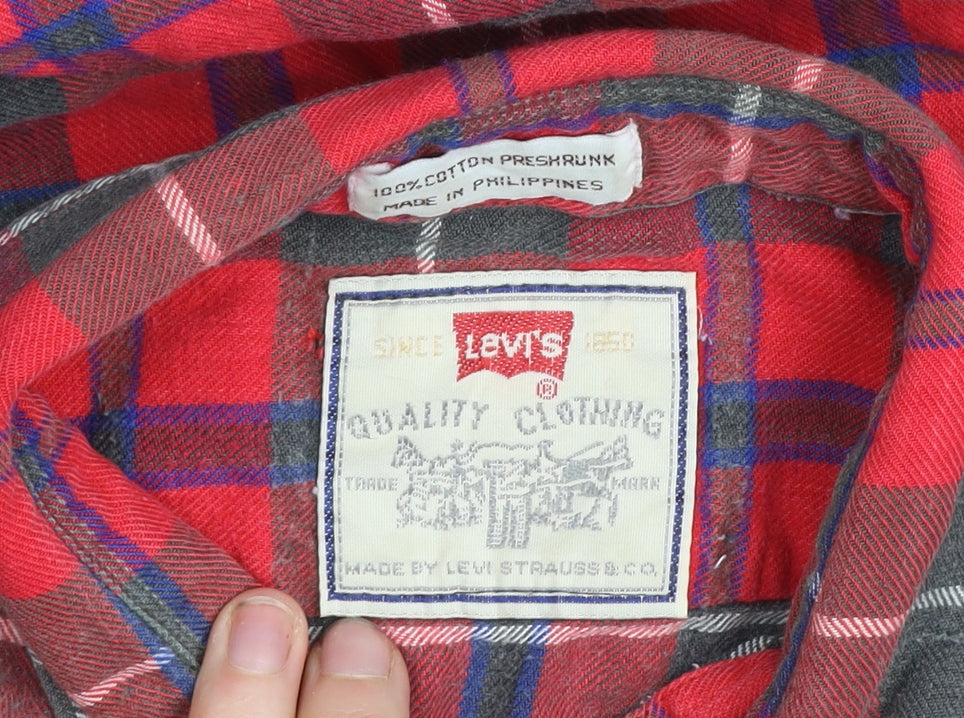 100% COTTON PRESHRUNK
MADE IN PHILIPPINES
SINCE Levi's 1850
®
QUALITY CLOTHING
TRADE MARK
MADE BY LEVI STRAUSS & CO.